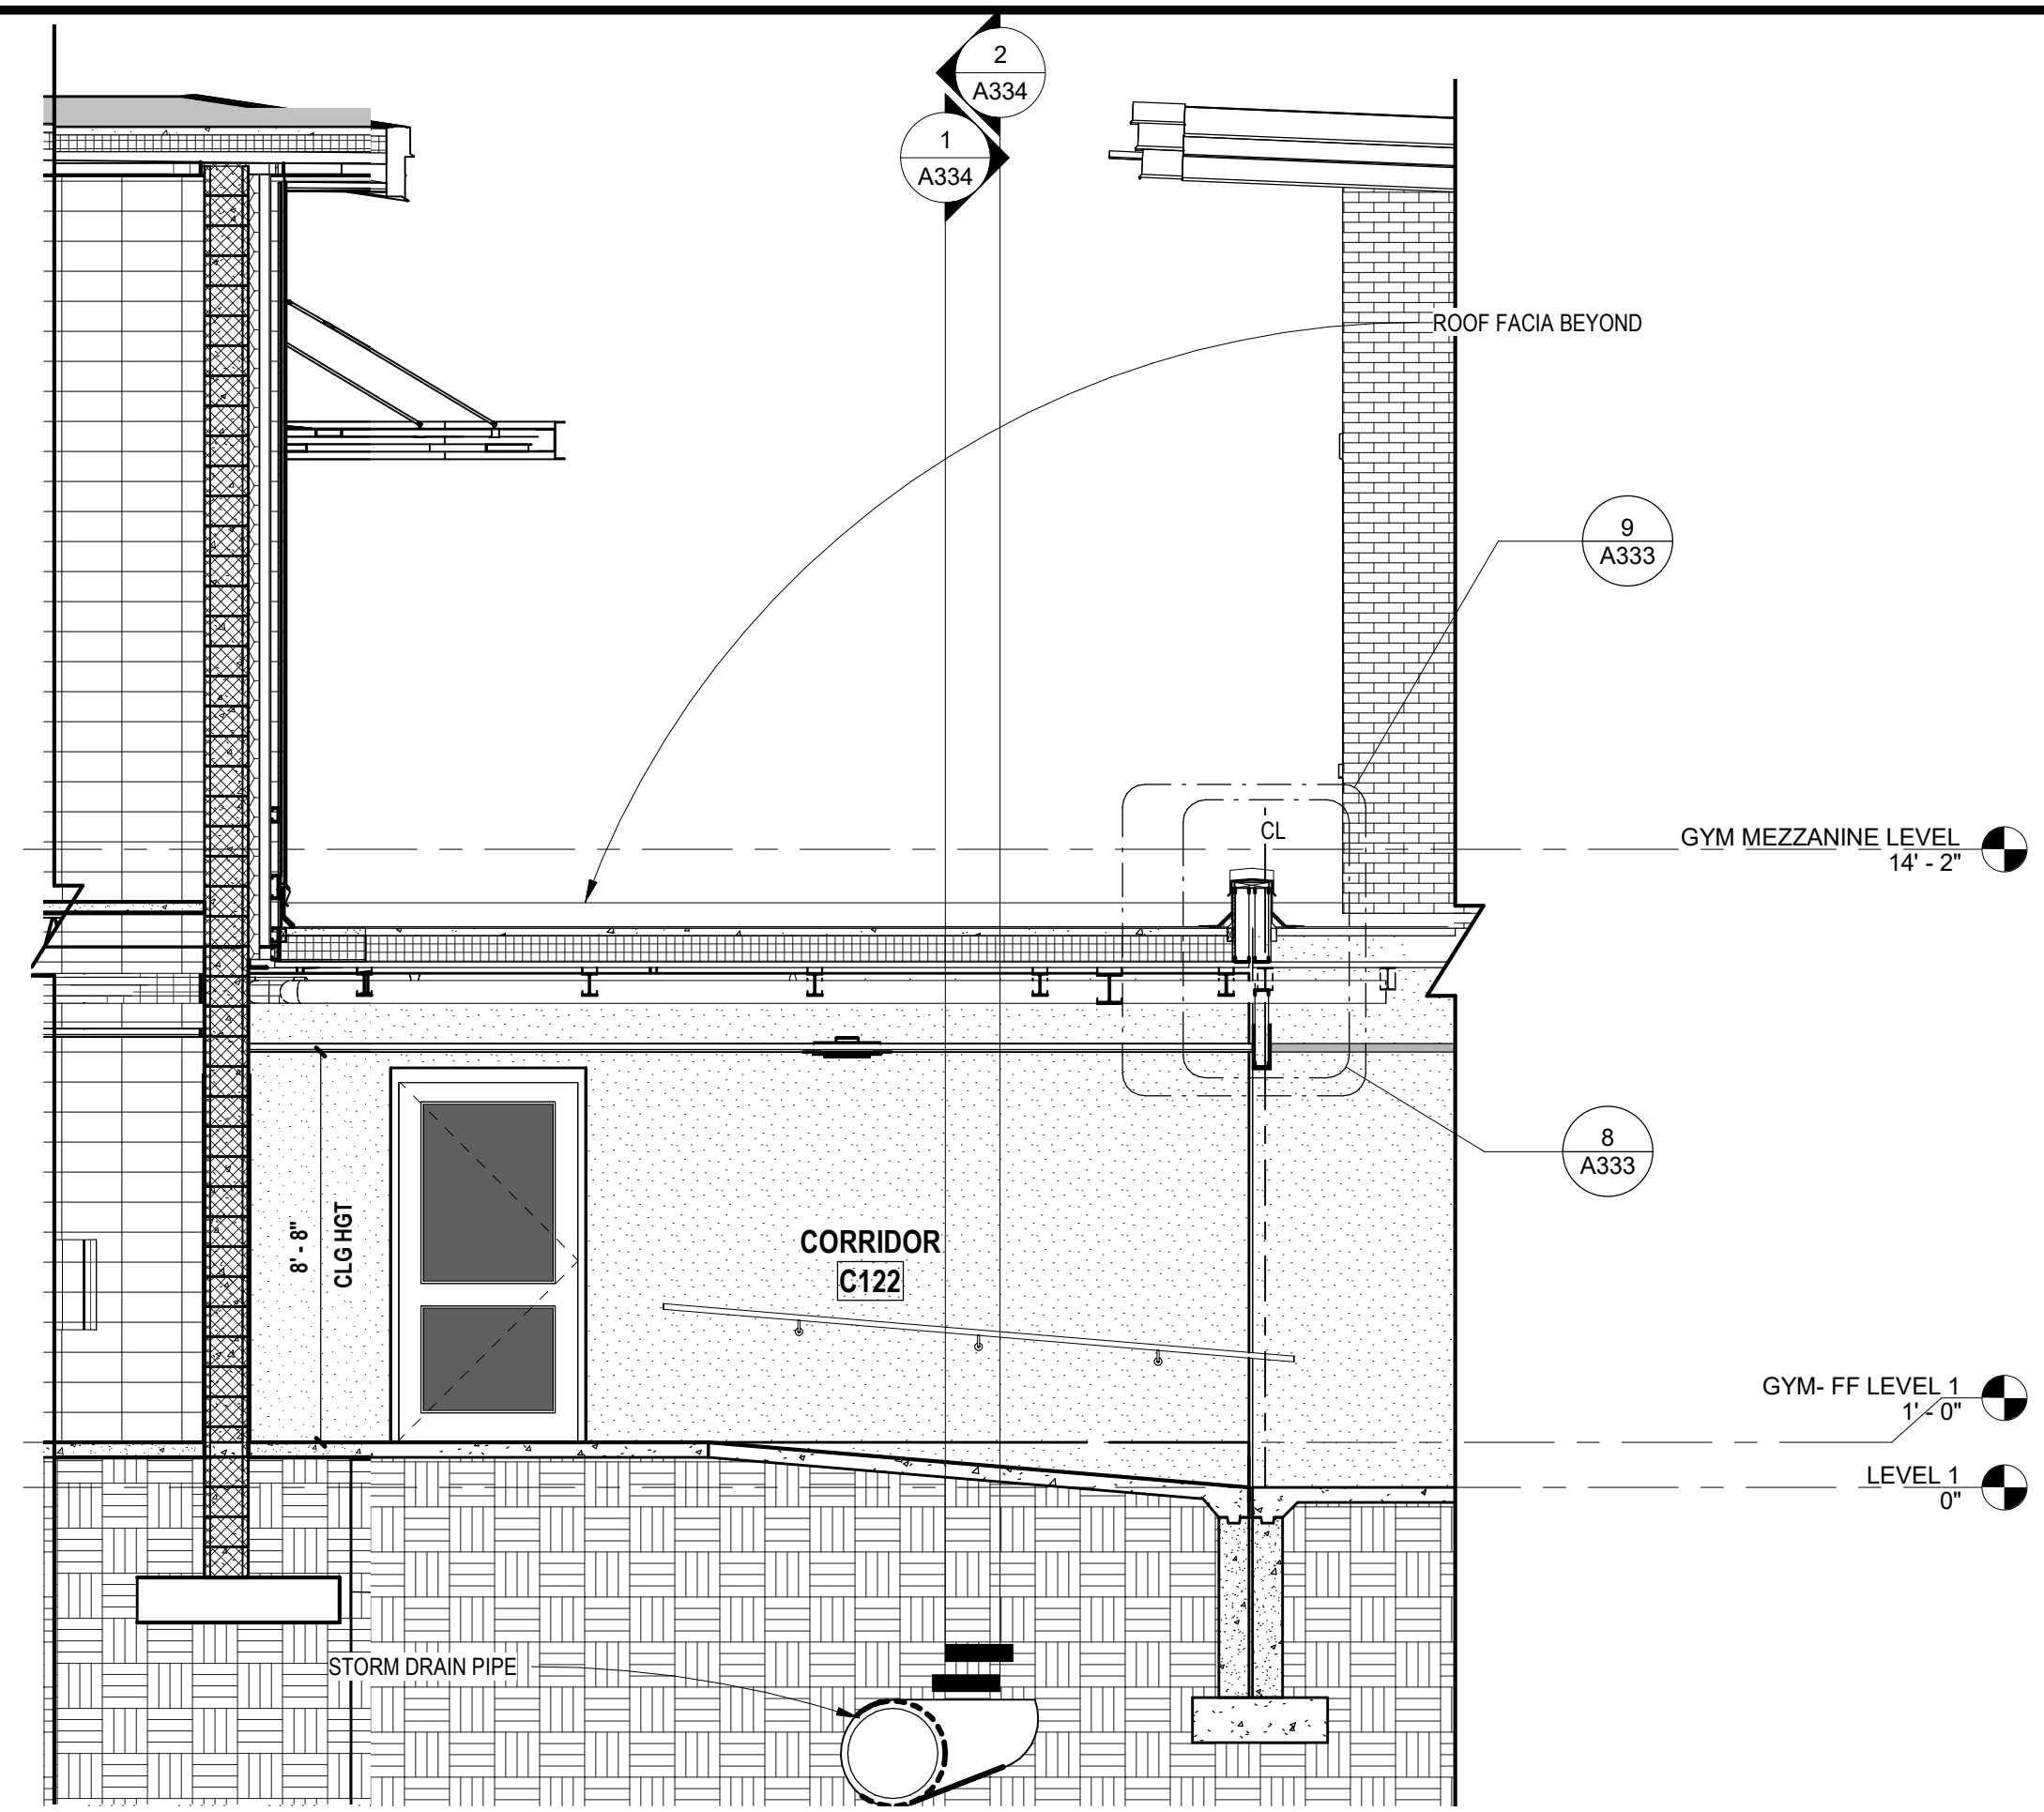 2
A334
1
A334
ROOF FACIA BEYOND
9
A333
CL
GYM MEZZANINE LEVEL
14' - 2"
8
A333
8' - 8"
CLG HGT
CORRIDOR
C122
GYM- FF LEVEL 1
1' - 0"
LEVEL 1
0"
STORM DRAIN PIPE